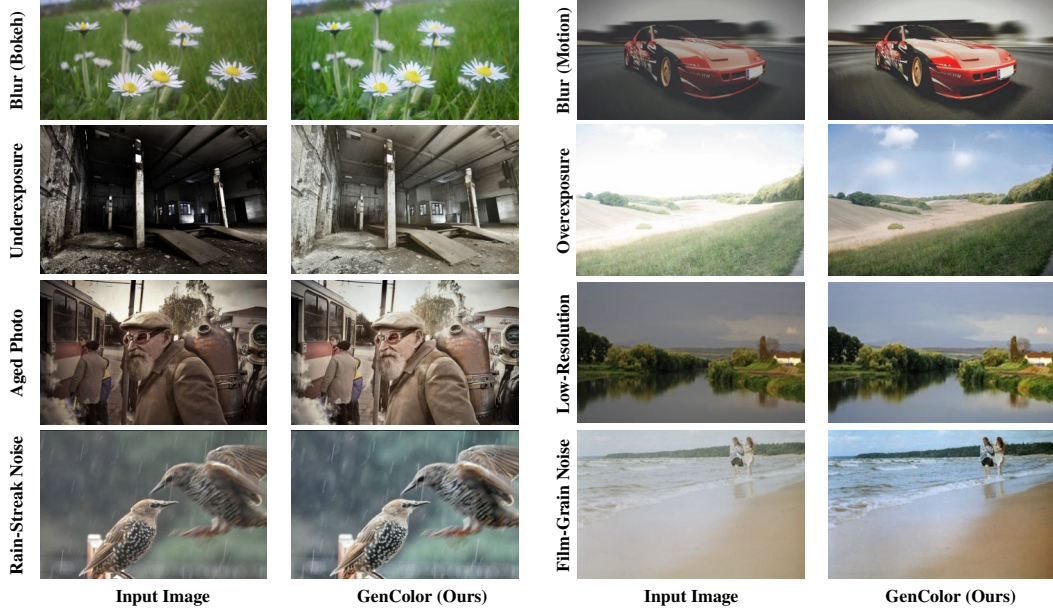 Blur (Bokeh)
Blur (Motion)
Underexposure
Overexposure
Aged Photo
Low-Resolution
Rain-Streak Noise
Film-Grain Noise
Input Image
GenColor (Ours)
Input Image
GenColor (Ours)